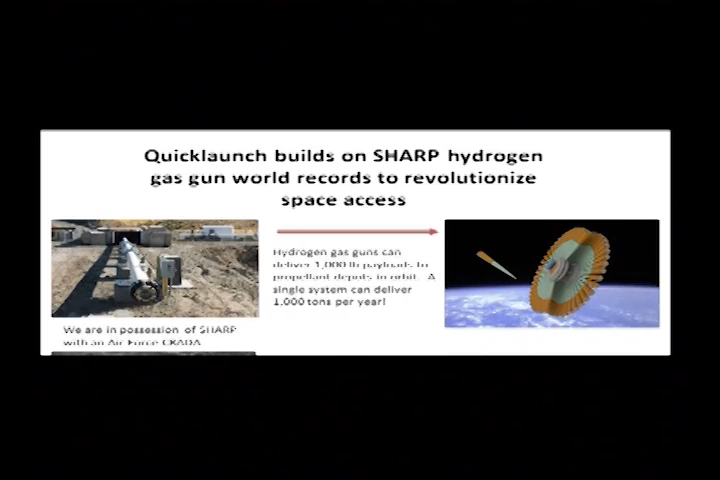 Quicklaunch builds on SHARP hydrogen
gas gun world records to revolutionize
space access
Hydrogen gas guns can
deliver 1,000 lb payloads to
propellant depots in orbit. A
single system can deliver
1,000 tons per year!
We are in possession of SHARP
with an Air Force CRADA